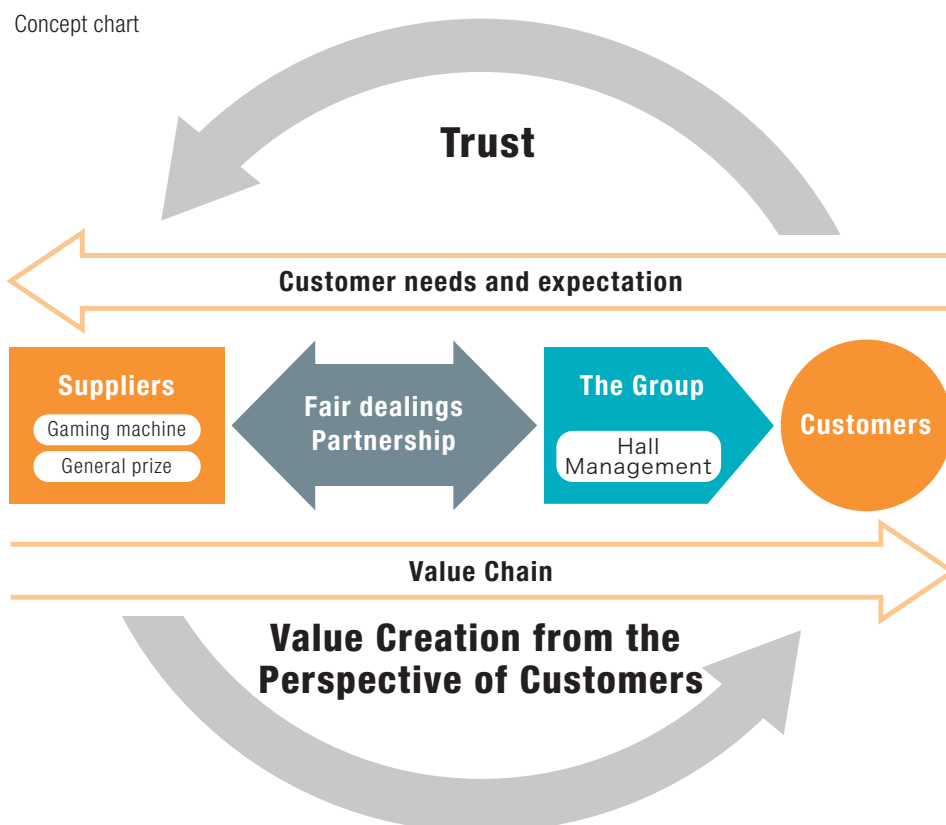 Concept chart
Trust
Customer needs and expectation
Suppliers
Gaming machine
General prize
Fair dealings
Partnership
The Group
Hall
Management
Customers
Value Chain
Value Creation from the
Perspective of Customers